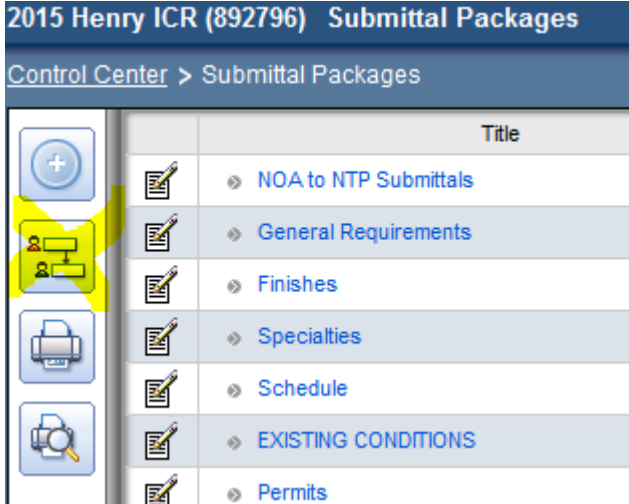 2015 Henry ICR (892796) Submittal Packages
Control Center > Submittal Packages
Title
NOA to NTP Submittals
General Requirements
Finishes
Specialties
Schedule
EXISTING CONDITIONS
Permits